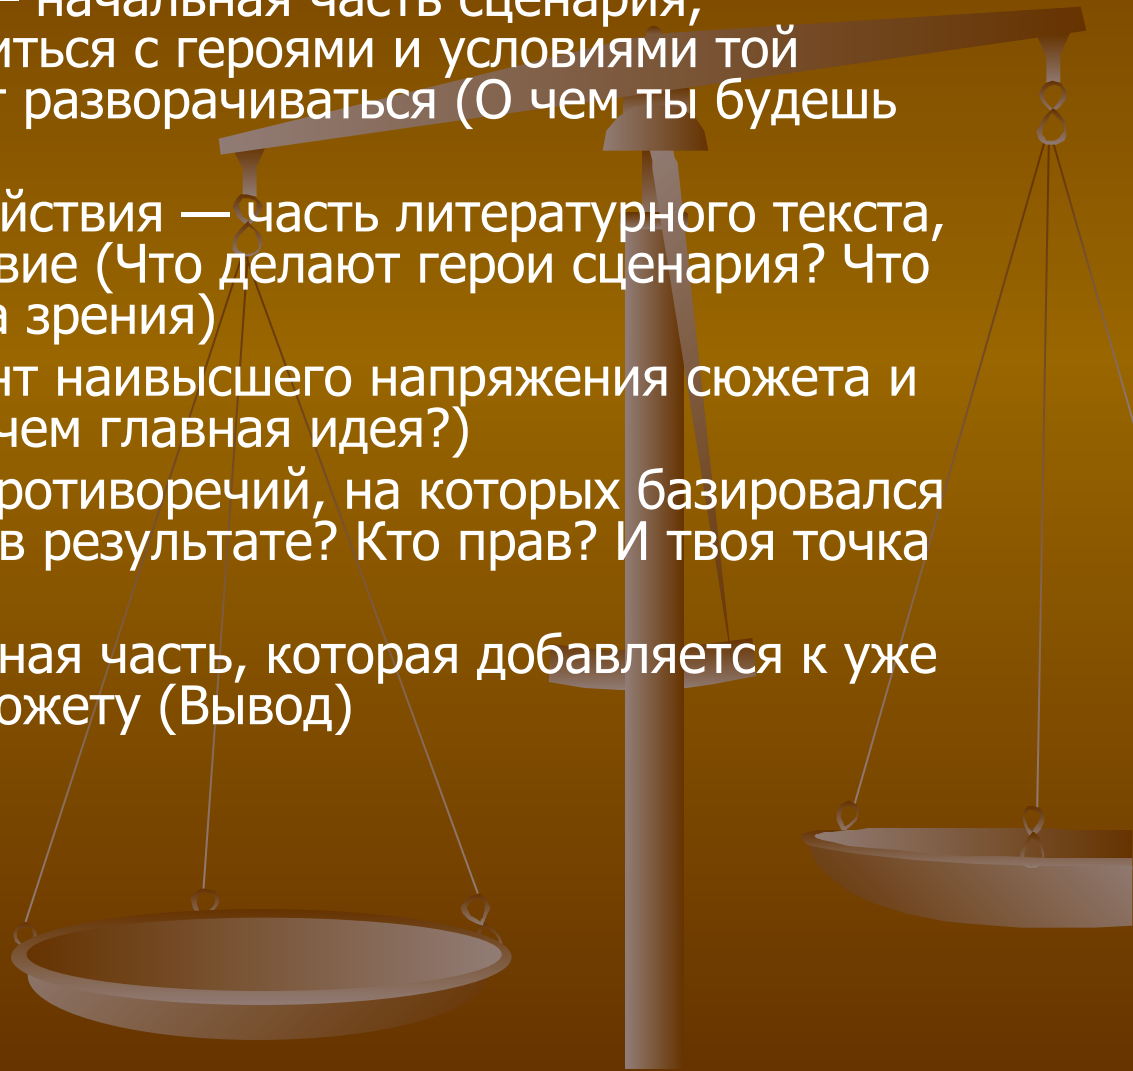 — начальная часть сценария,
иться с героями и условиями той
т разворачиваться (О чем ты будешь
йствия — часть литературного текста,
вие (Что делают герои сценария? Что
а зрения)
нт наивысшего напряжения сюжета и
чем главная идея?)
ротиворечий, на которых базировался
в результате? Кто прав? И твоя точка
ная часть, которая добавляется к уже
южету (Вывод)